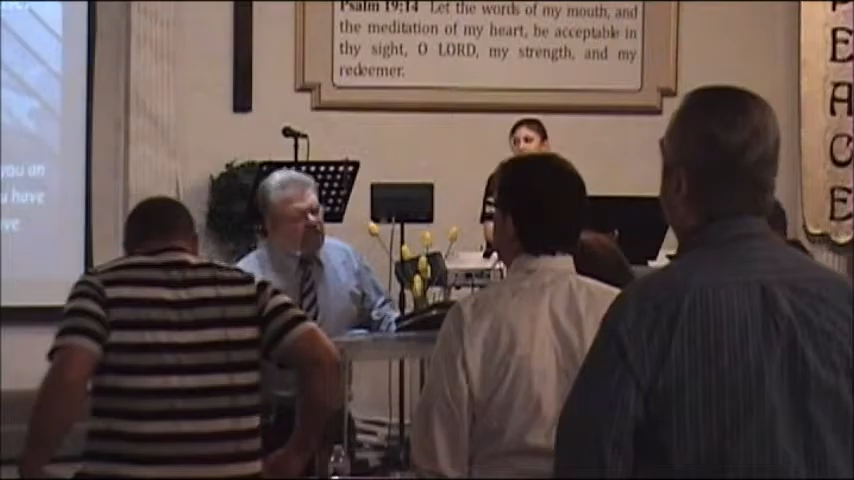 Psalm 19:14 Let the words of my mouth, and
the meditation of my heart, be acceptable in
thy sight, O LORD, my strength, and my
redeemer.
you an
u have
ve
PEACE